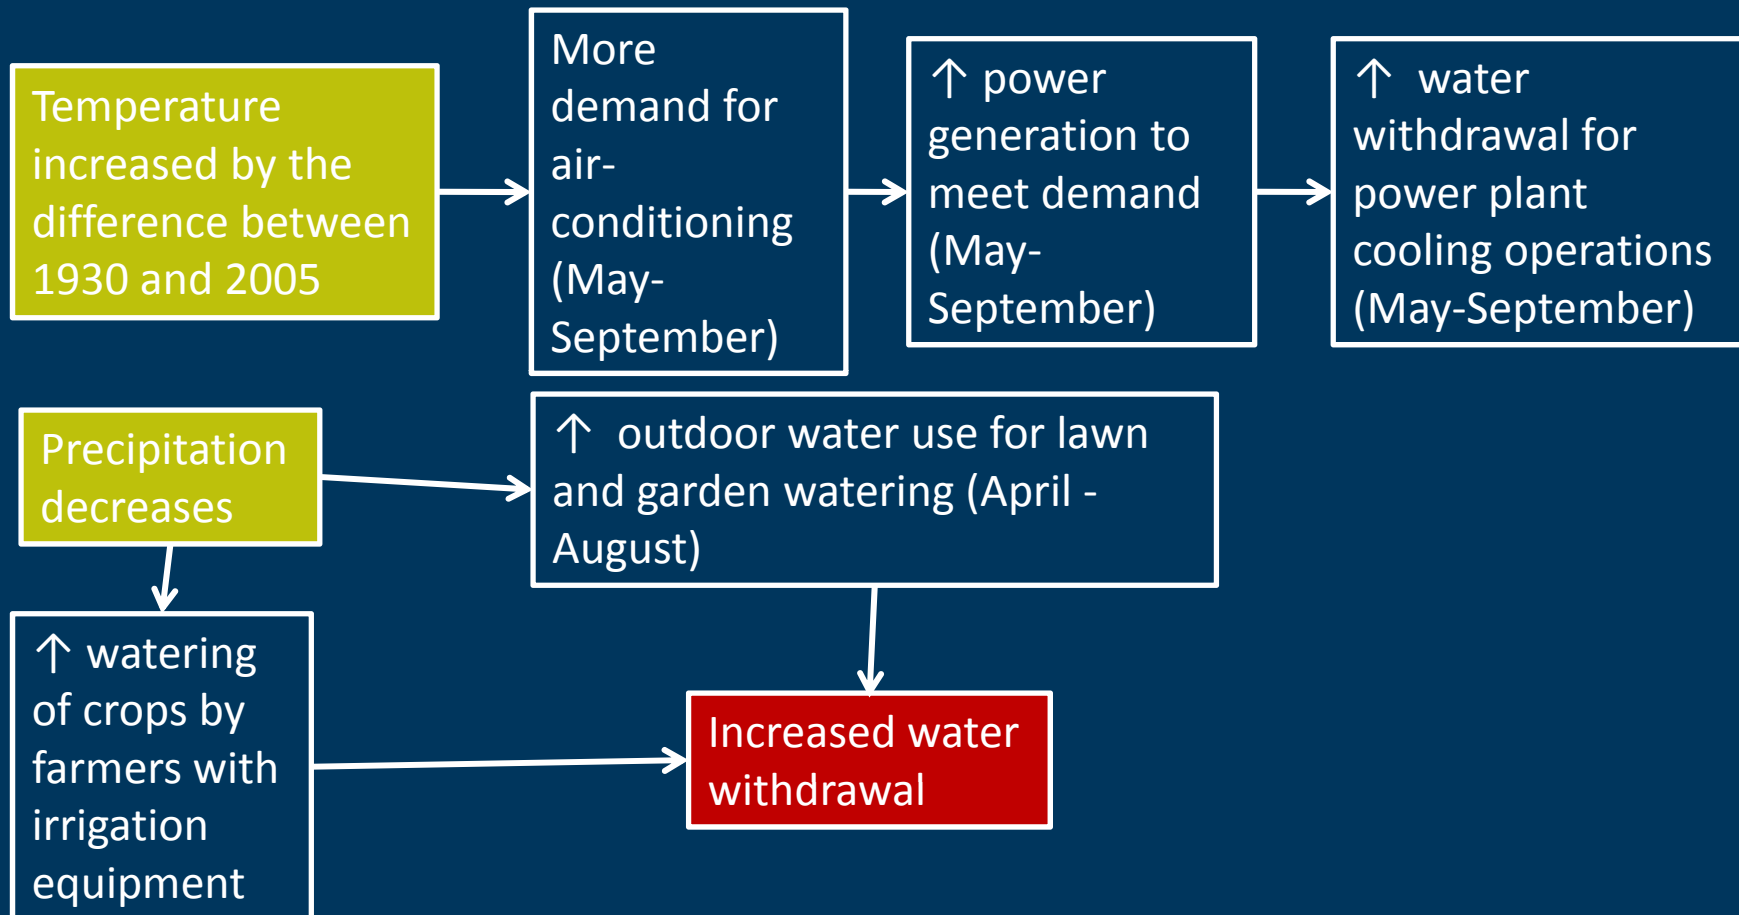 Temperature
increased by the
difference between
1930 and 2005
More
demand for
air-
conditioning
(May-
September)
↑ power
generation to
meet demand
(May-
September)
↑ water
withdrawal for
power plant
cooling operations
(May-September)
Precipitation
decreases
↑ outdoor water use for lawn
and garden watering (April -
August)
↑ watering
of crops by
farmers with
irrigation
equipment
Increased water
withdrawal